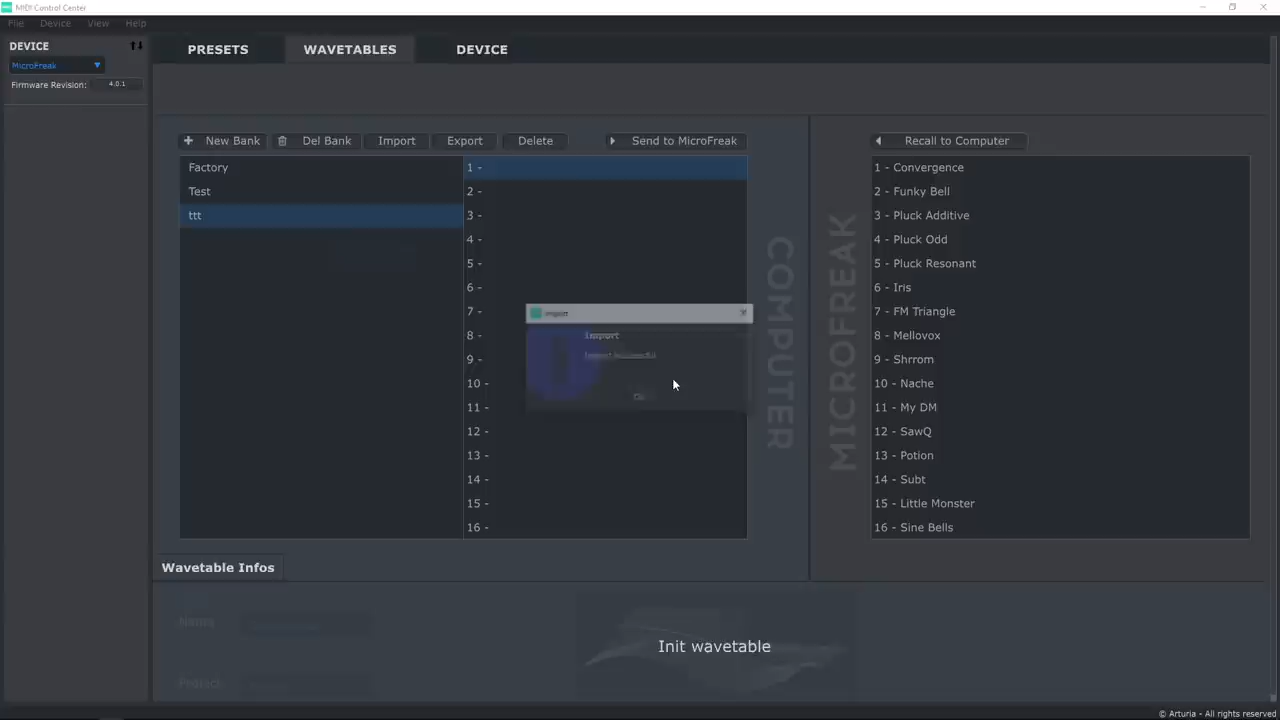 MIDI Control Center
File Device View Help
DEVICE
MicroFreak
Firmware Revision: 4.0.1
PRESETS WAVETABLES DEVICE
New Bank Del Bank Import Export Delete Send to MicroFreak Recall to Computer
Factory
Test
ttt
1 -
2 -
3 -
4 -
5 -
6 -
7 -
8 -
9 -
10 -
11 -
12 -
13 -
14 -
15 -
16 -
Import
Import
Import successful
COMPUTER
MICROFREAK
1 - Convergence
2 - Funky Bell
3 - Pluck Additive
4 - Pluck Odd
5 - Pluck Resonant
6 - Iris
7 - FM Triangle
8 - Mellovox
9 - Shrrom
10 - Nache
11 - My DM
12 - SawQ
13 - Potion
14 - Subt
15 - Little Monster
16 - Sine Bells
Wavetable Infos
Name
Init wavetable
Protect
© Arturia - All rights reserved